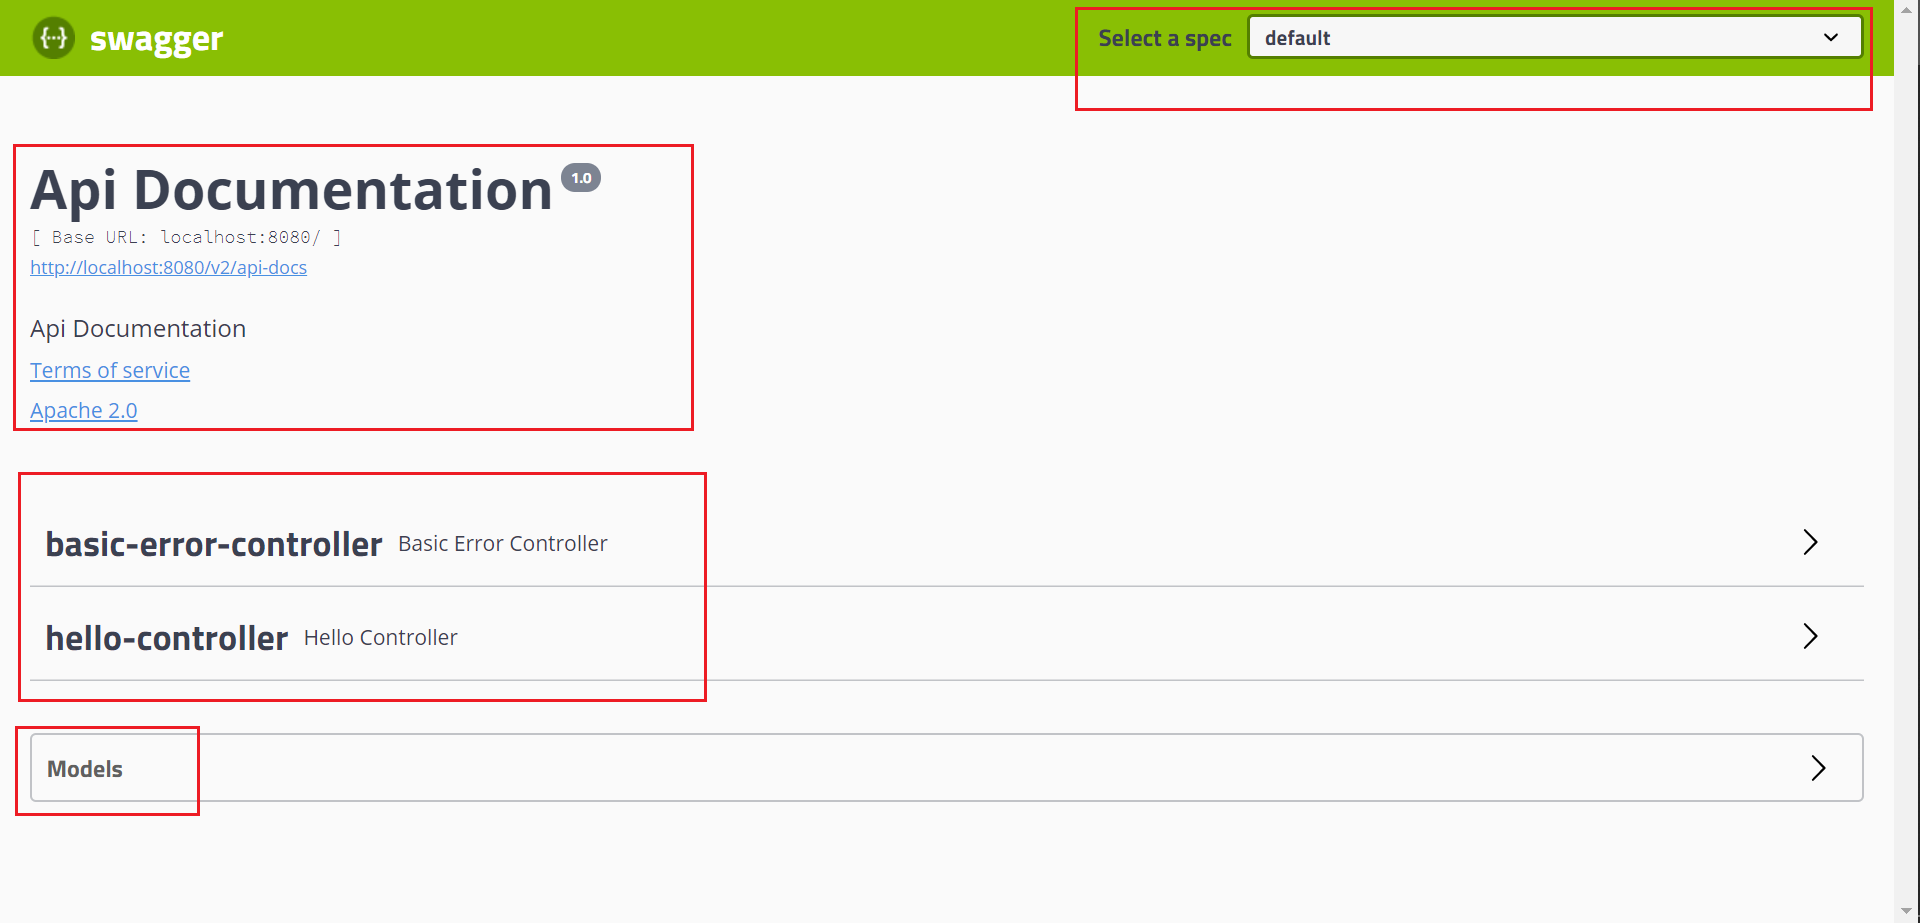 {···} swagger
Select a spec default
Api Documentation 1.0
[ Base URL: localhost:8080/ ]
http://localhost:8080/v2/api-docs
Api Documentation
Terms of service
Apache 2.0
basic-error-controller Basic Error Controller
hello-controller Hello Controller
Models